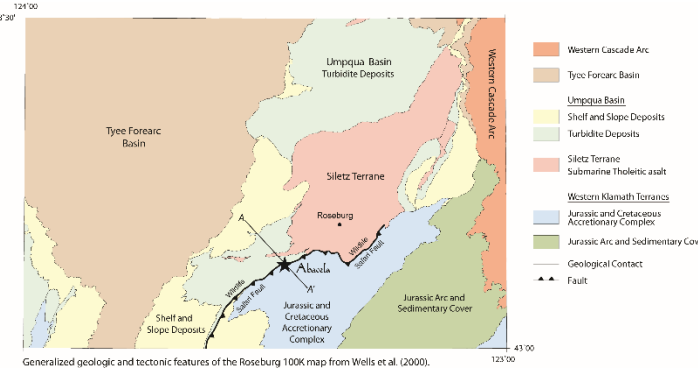 124°00'
3°30'
Umpqua Basin
Turbidite Deposits
Western Cascade Arc
Tyee Forearc
Basin
Siletz Terrane
Roseburg
A
Wildlife
Safari Fault
Abacela
A'
Wildlife
Safari Fault
Shelf and
Slope Deposits
Jurassic and
Cretaceous
Accretionary
Complex
Jurassic Arc and
Sedimentary Cover
43°00
123°00'
Western Cascade Arc
Tyee Forearc Basin
Umpqua Basin
Shelf and Slope Deposits
Turbidite Deposits
Siletz Terrane
Submarine Tholeitic asalt
Western Klamath Terranes
Jurassic and Cretaceous
Accretionary Complex
Jurassic Arc and Sedimentary Cov
Geological Contact
Fault
Generalized geologic and tectonic features of the Roseburg 100K map from Wells et al. (2000).